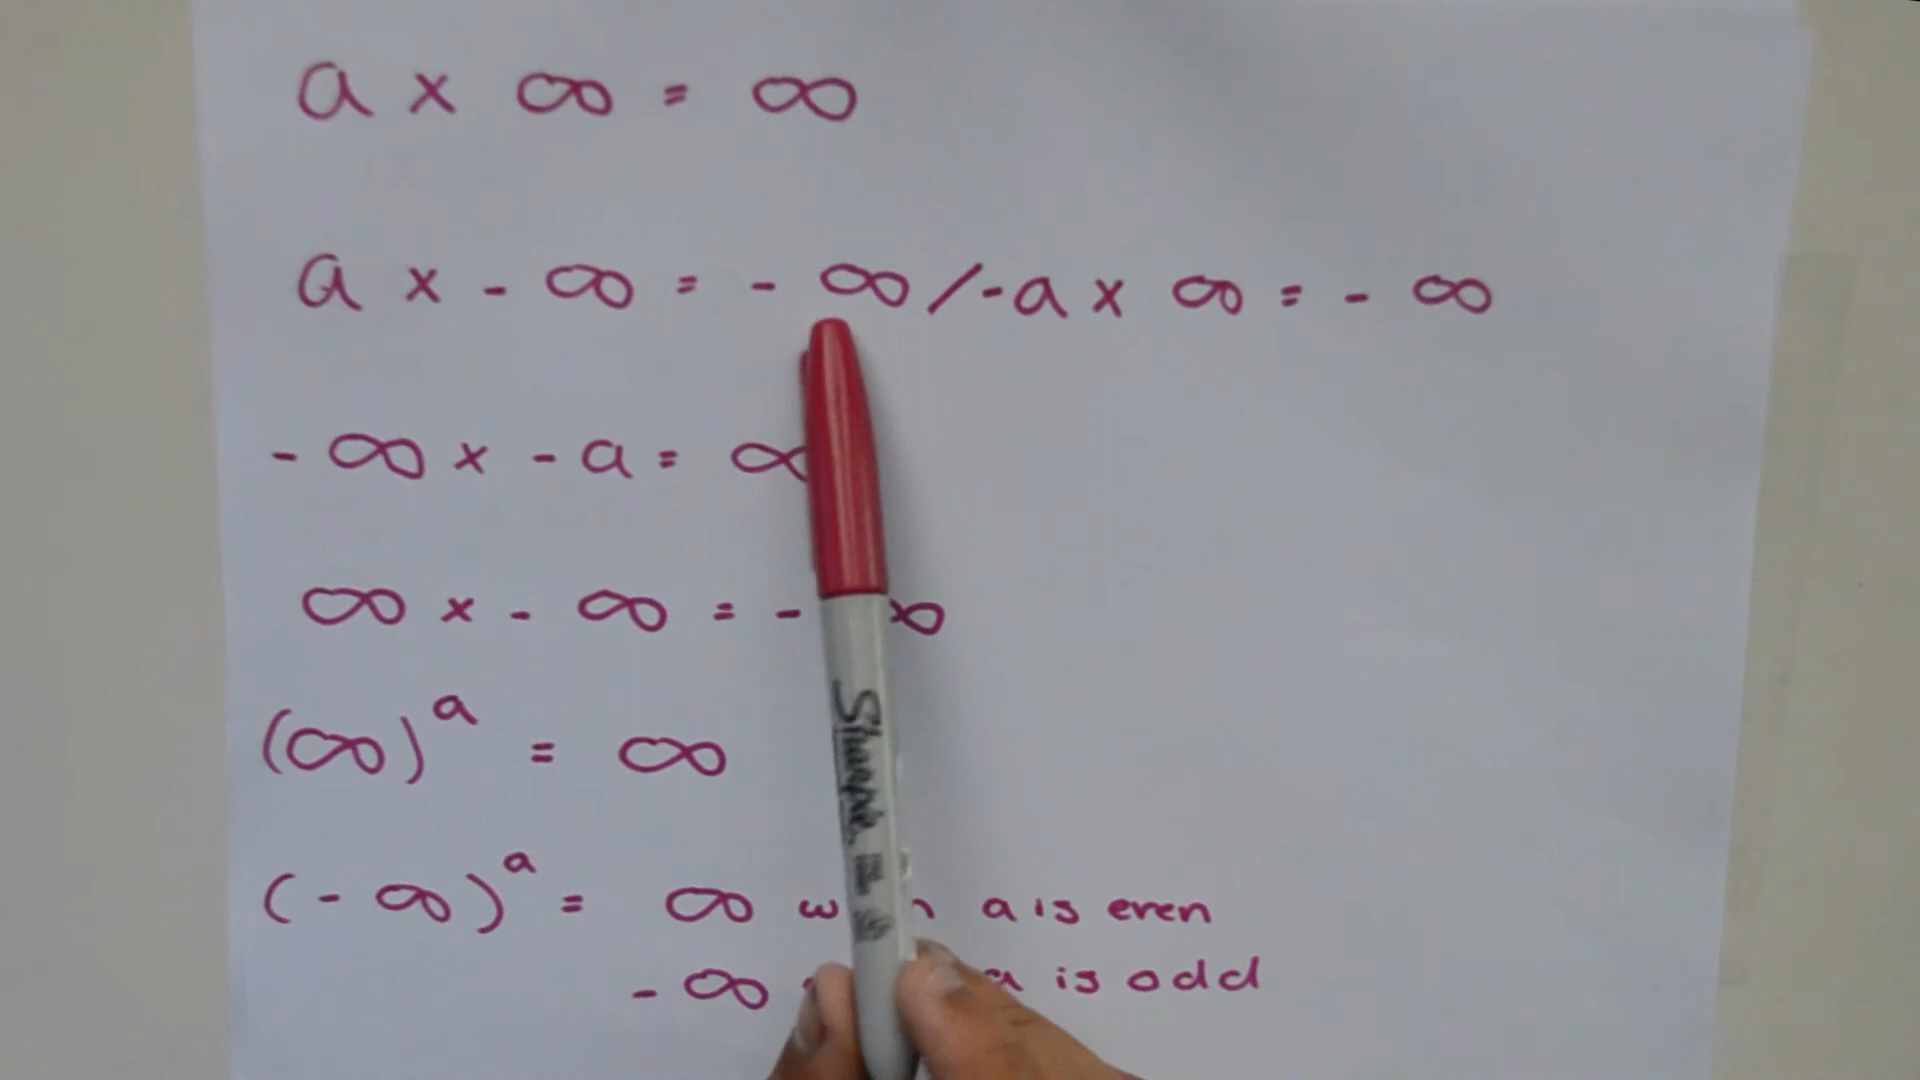 a × ∞ = ∞
a × - ∞ = - ∞ / -a × ∞ = - ∞
- ∞ × - a = ∞
∞ × - ∞ = - ∞
(∞)^a = ∞
(- ∞)^a = ∞ a is even
- ∞ a is odd
Sharpie